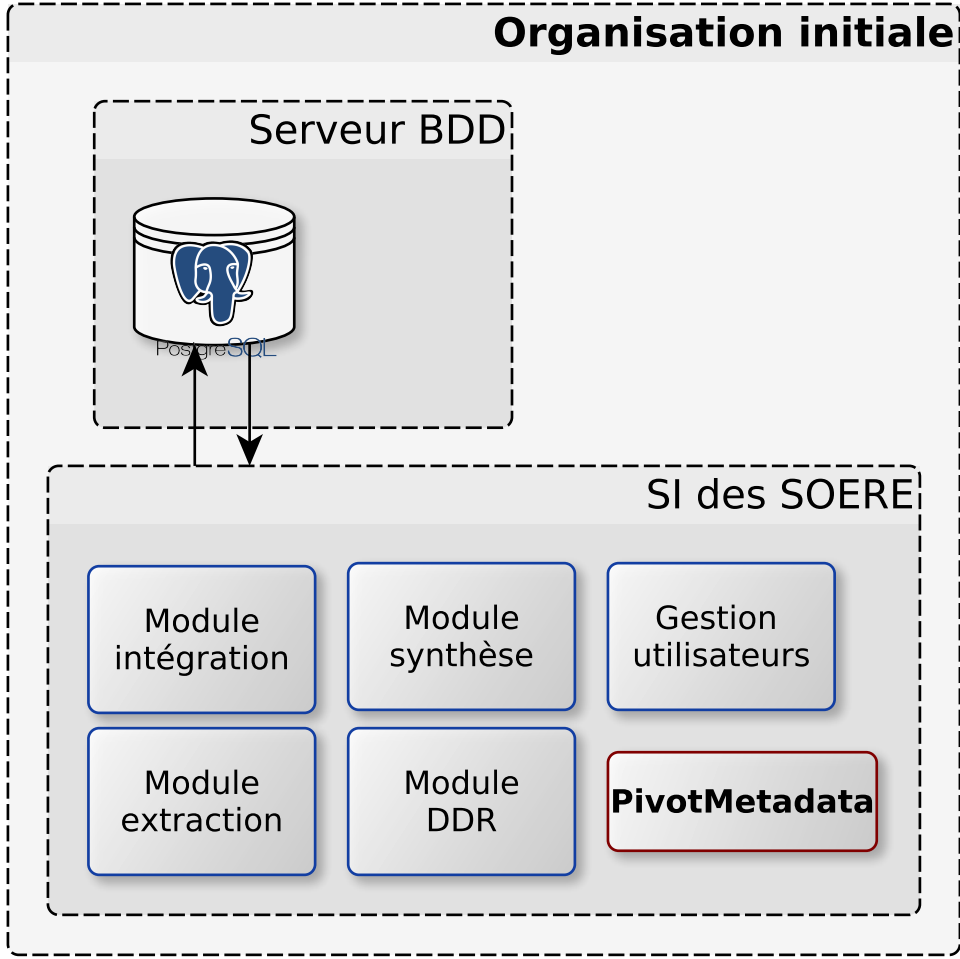 Organisation initiale
Serveur BDD
PostgreSQL
SI des SOERE
Module
intégration
Module
synthèse
Gestion
utilisateurs
Module
extraction
Module
DDR
PivotMetadata